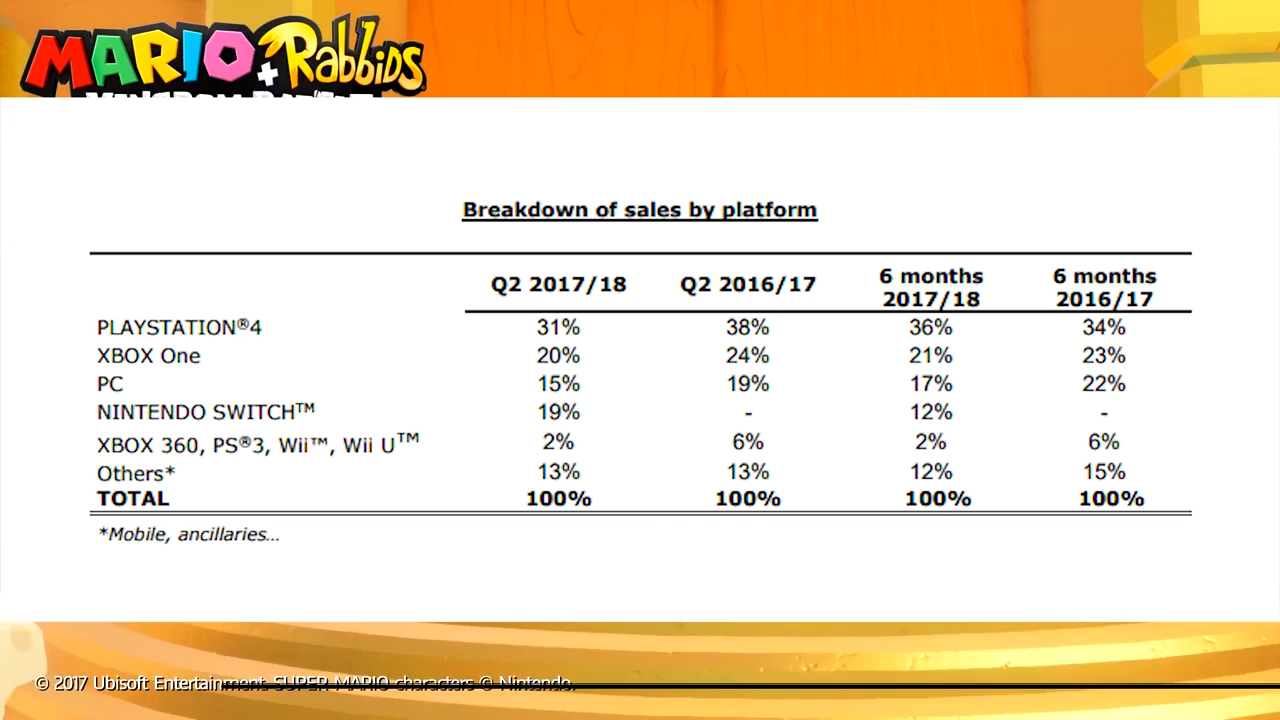 MARIO + RABBIDS
KINGDOM BATTLE
Breakdown of sales by platform
Q2 2017/18 Q2 2016/17 6 months 2017/18 6 months 2016/17
PLAYSTATION®4 31% 38% 36% 34%
XBOX One 20% 24% 21% 23%
PC 15% 19% 17% 22%
NINTENDO SWITCH™ 19% - 12% -
XBOX 360, PS®3, Wii™, Wii U™ 2% 6% 2% 6%
Others* 13% 13% 12% 15%
TOTAL 100% 100% 100% 100%
*Mobile, ancillaries…
© 2017 Ubisoft Entertainment. SUPER MARIO characters © Nintendo.